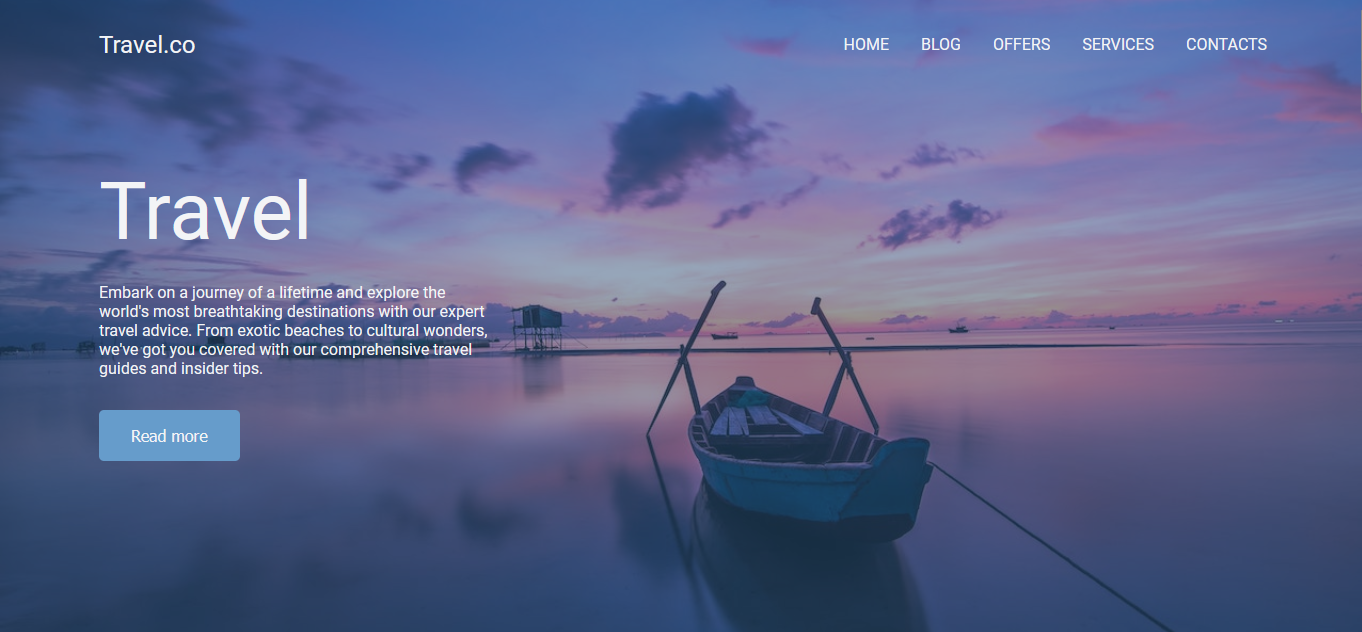 Travel.co
HOME BLOG OFFERS SERVICES CONTACTS
Travel
Embark on a journey of a lifetime and explore the
world's most breathtaking destinations with our expert
travel advice. From exotic beaches to cultural wonders,
we've got you covered with our comprehensive travel
guides and insider tips.
Read more